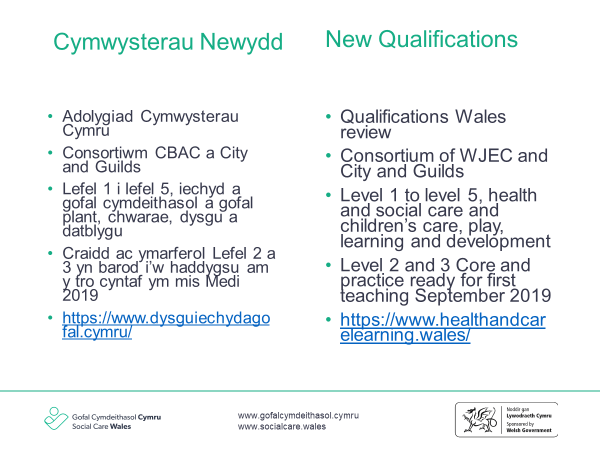 Cymwysterau Newydd
• Adolygiad Cymwysterau
Cymru
• Consortiwm CBAC a City
and Guilds
• Lefel 1 i lefel 5, iechyd a
gofal cymdeithasol a gofal
plant, chwarae, dysgu a
datblygu
• Craidd ac ymarferol Lefel 2 a
3 yn barod i'w haddygsu am
y tro cyntaf ym mis Medi
2019
• https://www.dysguiechydago
fal.cymru/
New Qualifications
• Qualifications Wales
review
• Consortium of WJEC and
City and Guilds
• Level 1 to level 5, health
and social care and
children's care, play,
learning and development
• Level 2 and 3 Core and
practice ready for first
teaching September 2019
• https://www.healthandcar
elearning.wales/
Gofal Cymdeithasol Cymru
Social Care Wales
www.gofalcymdeithasol.cymru
www.socialcare.wales
Noddir gan
Lywodraeth Cymru
Sponsored by
Welsh Government